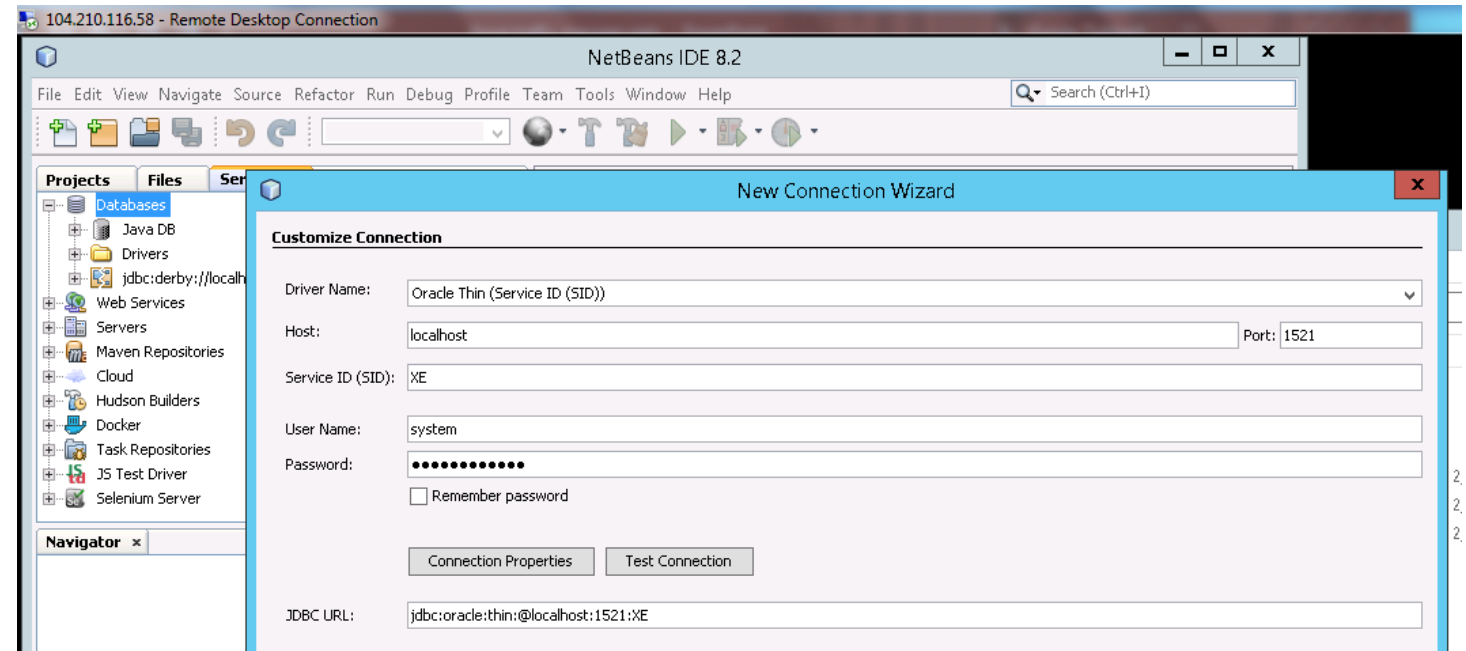 104.210.116.58 - Remote Desktop Connection
NetBeans IDE 8.2
File Edit View Navigate Source Refactor Run Debug Profile Team Tools Window Help
Search (Ctrl+I)
Projects Files Ser
New Connection Wizard
Databases
Java DB
Drivers
jdbc:derby://localh
Web Services
Servers
Maven Repositories
Cloud
Hudson Builders
Docker
Task Repositories
JS Test Driver
Selenium Server
Navigator
Customize Connection
Driver Name: Oracle Thin (Service ID (SID))
Host: localhost Port: 1521
Service ID (SID): XE
User Name: system
Password: ••••••••••••
Remember password
Connection Properties Test Connection
JDBC URL: jdbc:oracle:thin:@localhost:1521:XE
2
2
2